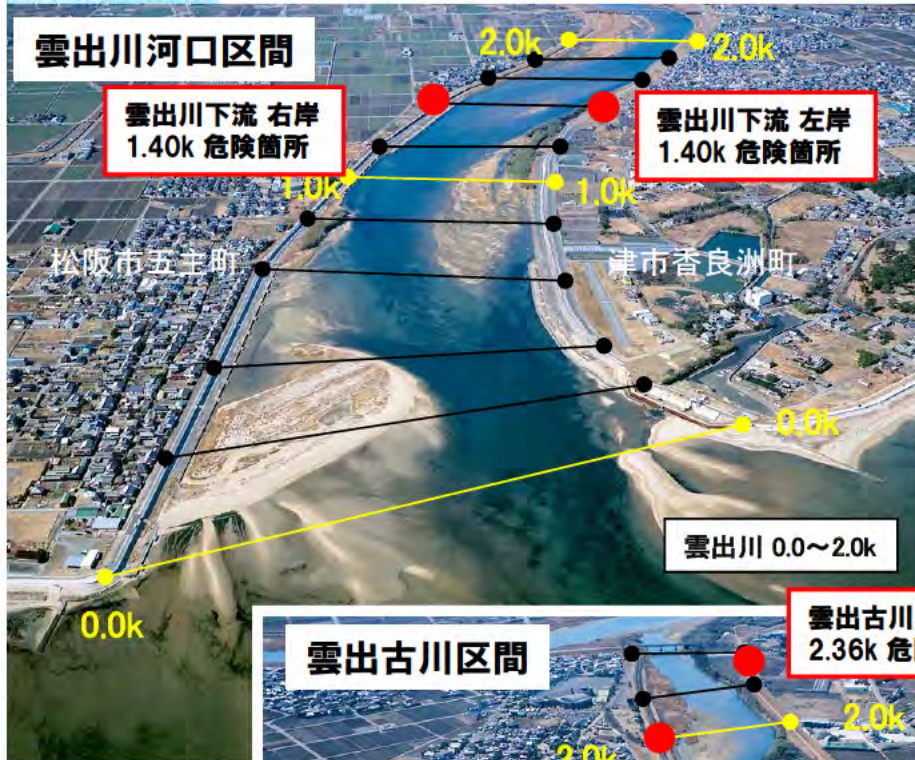 雲出川河口区間
2.0k
2.0k
雲出川下流 右岸
1.40k 危険箇所
雲出川下流 左岸
1.40k 危険箇所
1.0k
1.0k
松阪市五主町
津市香良洲町
0.0k
雲出川 0.0～2.0k
0.0k
雲出古川区間
雲出古川
2.36k 危
2.0k
2.0k